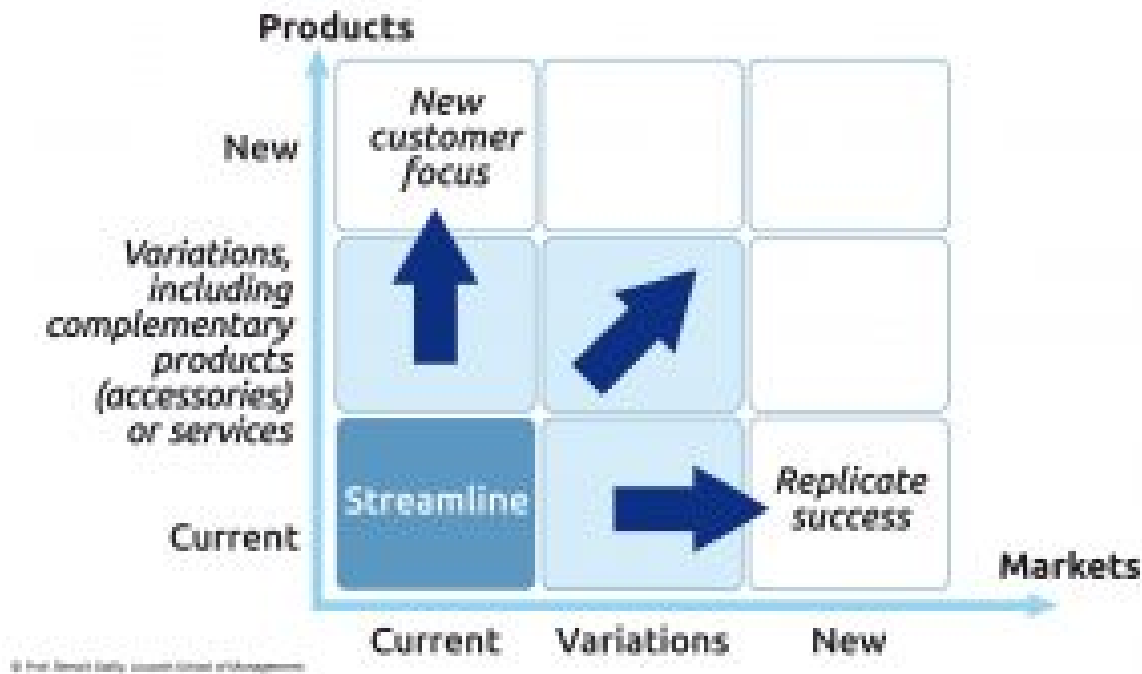 Products
New
New
customer
focus
Variations,
including
complementary
products
(accessories)
or services
Streamline
Replicate
success
Current
Markets
Current
Variations
New